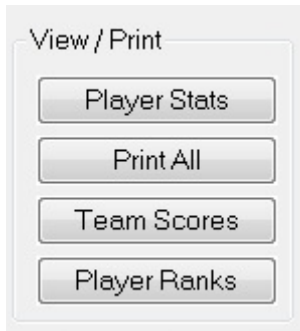 View / Print
Player Stats
Print All
Team Scores
Player Ranks